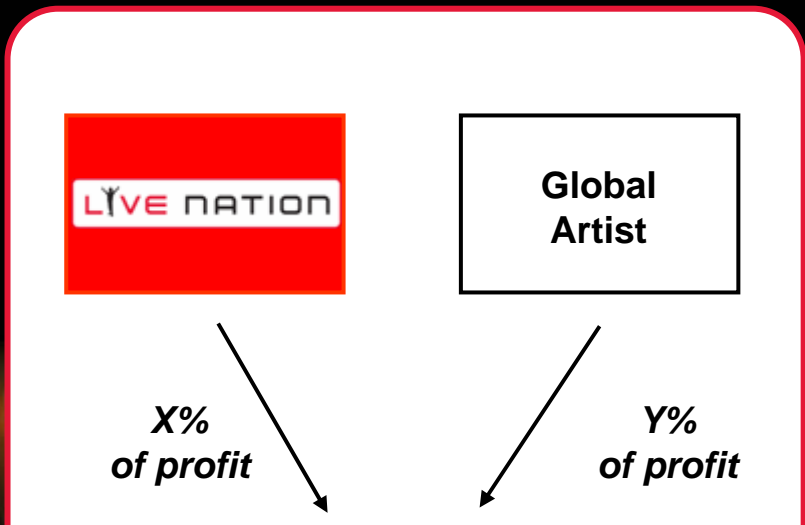 LIVE NATION
Global
Artist
X%
of profit
Y%
of profit